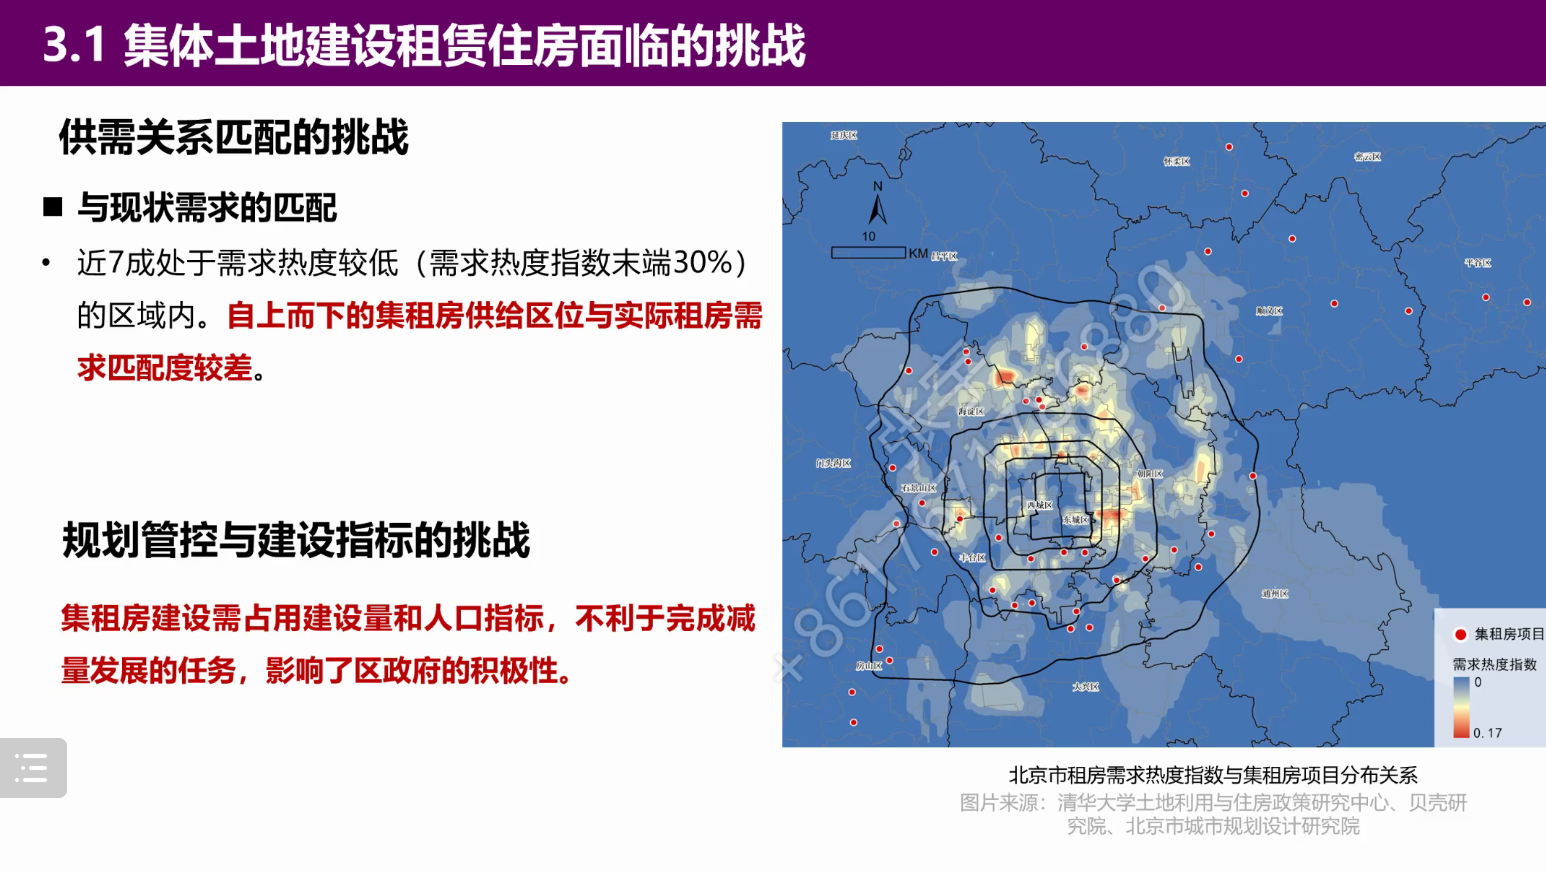 3.1 集体土地建设租赁住房面临的挑战
供需关系匹配的挑战
■ 与现状需求的匹配
• 近7成处于需求热度较低（需求热度指数末端30%）
的区域内。自上而下的集租房供给区位与实际租房需
求匹配度较差。
规划管控与建设指标的挑战
集租房建设需占用建设量和人口指标，不利于完成减
量发展的任务，影响了区政府的积极性。
延庆区
怀柔区
密云区
N
10
KM
昌平区
平谷区
顺义区
海淀区
门头沟区
石景山区
朝阳区
西城区
东城区
丰台区
通州区
房山区
大兴区
集租房项目
需求热度指数
0
0.17
北京市租房需求热度指数与集租房项目分布关系
图片来源：清华大学土地利用与住房政策研究中心、贝壳研
究院、北京市城市规划设计研究院